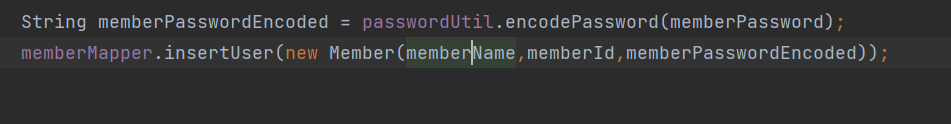 String memberPasswordEncoded = passwordUtil.encodePassword(memberPassword);
memberMapper.insertUser(new Member(memberName,memberId,memberPasswordEncoded));